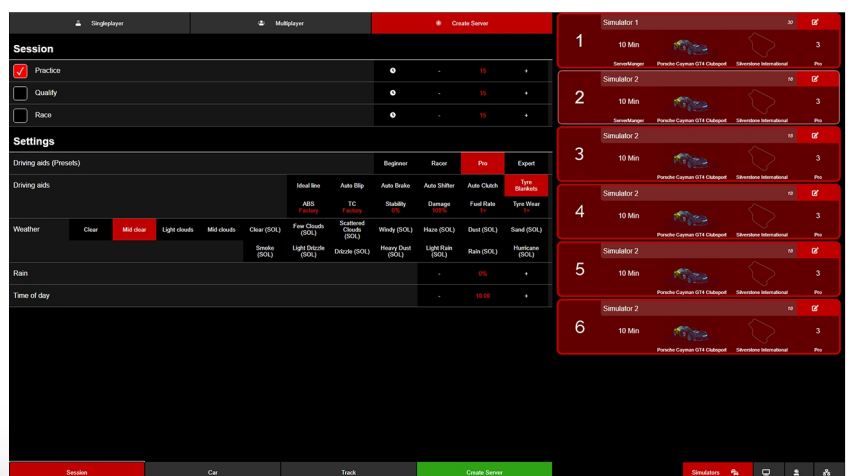 Singleplayer
Multiplayer
Create Server
Session
Practice - 15 +
Qualify - 15 +
Race - 15 +
Settings
Driving aids (Presets) Beginner Racer Pro Expert
Driving aids Ideal line Auto Blip Auto Brake Auto Shifter Auto Clutch Tyre Blankets
ABS Factory TC Factory Stability 0% Damage 100% Fuel Rate 1× Tyre Wear 1×
Weather Clear Mid clear Light clouds Mid clouds Clear (SOL) Few Clouds (SOL) Scattered Clouds (SOL) Windy (SOL) Haze (SOL) Dust (SOL) Sand (SOL)
Smoke (SOL) Light Drizzle (SOL) Drizzle (SOL) Heavy Dust (SOL) Light Rain (SOL) Rain (SOL) Hurricane (SOL)
Rain - 0% +
Time of day - 10:00 +
Session
Car
Track
Create Server
Simulator 1 30
1 10 Min 3
ServerManger Porsche Cayman GT4 Clubsport Silverstone International Pro
Simulator 2
2 10 Min 3
ServerManger Porsche Cayman GT4 Clubsport Silverstone International Pro
Simulator 2
3 10 Min 3
Porsche Cayman GT4 Clubsport Silverstone International Pro
Simulator 2
4 10 Min 3
Porsche Cayman GT4 Clubsport Silverstone International Pro
Simulator 2
5 10 Min 3
Porsche Cayman GT4 Clubsport Silverstone International Pro
Simulator 2
6 10 Min 3
Porsche Cayman GT4 Clubsport Silverstone International Pro
Simulators